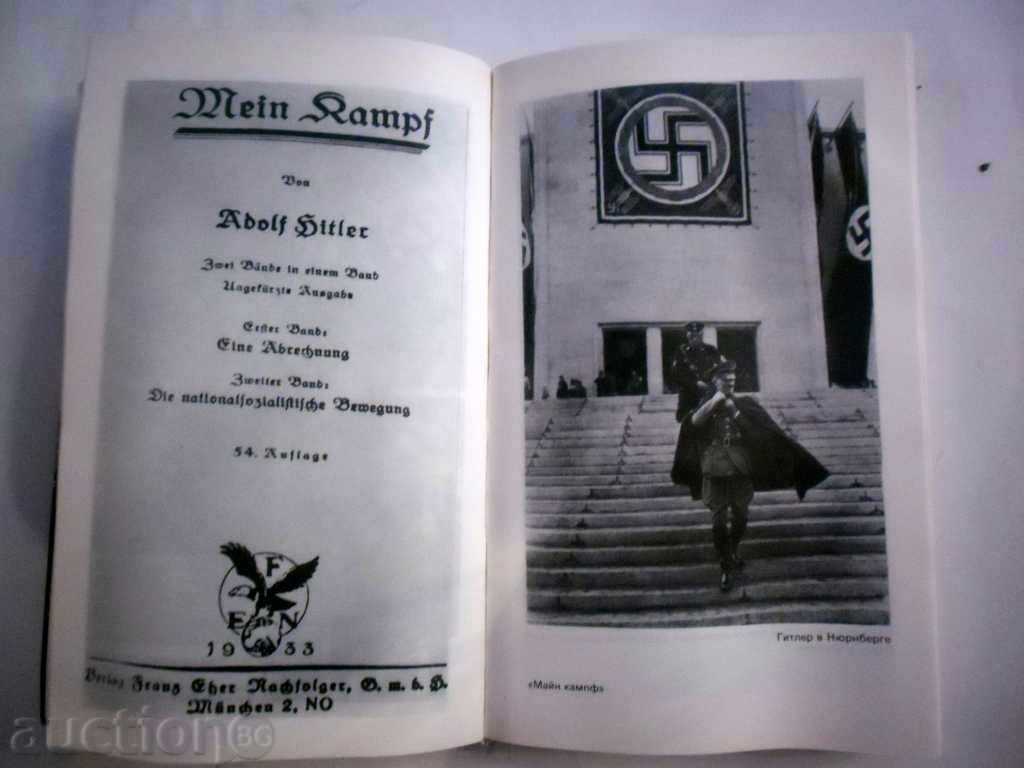 Mein Kampf
Von
Adolf Hitler
Zwei Bände in einem Band
Ungekürzte Ausgabe
Erster Band:
Eine Abrechnung
Zweiter Band:
Die nationalsozialistische Bewegung
54. Auflage
F
E N
1933
Verlag Franz Eher Nachfolger, G. m. b. H.
München 2, NO
Гитлер в Нюрнберге
«Майн кампф»
auction BG